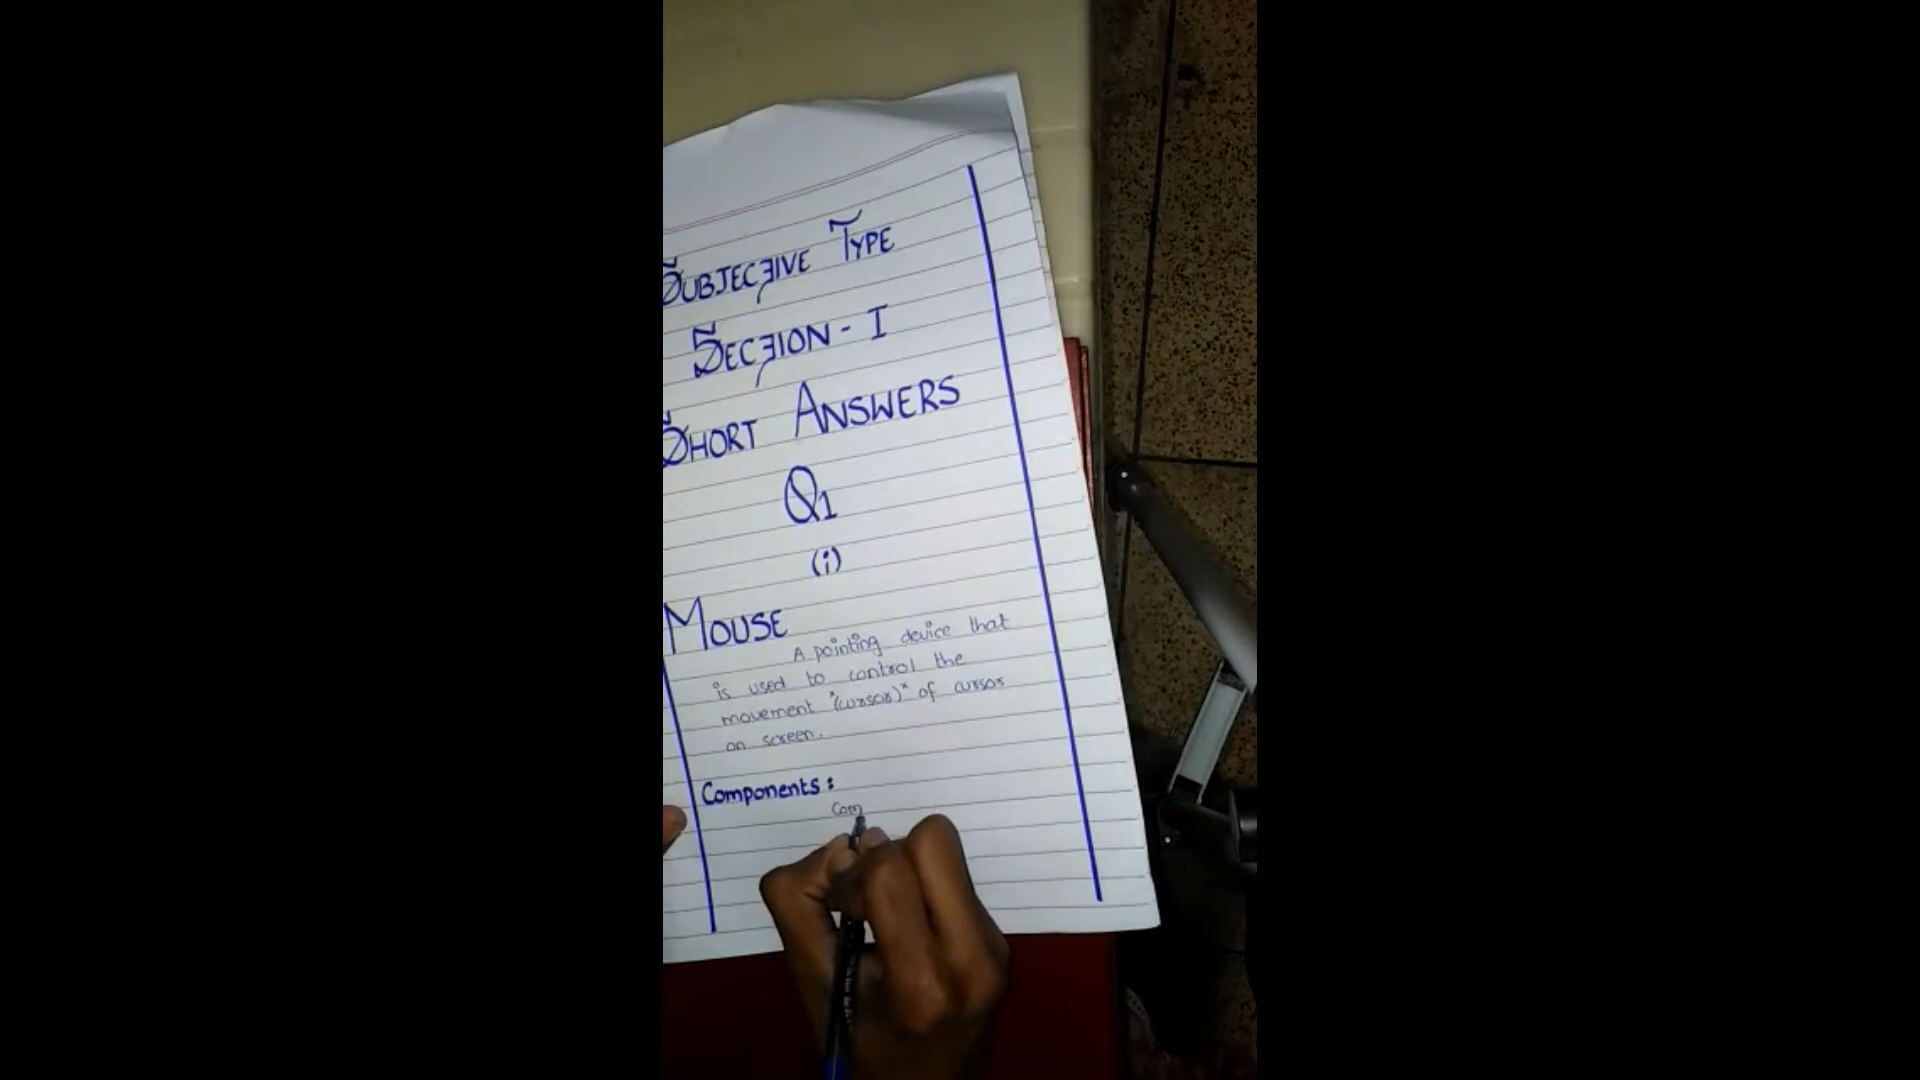 SUBJECTIVE TYPE
SECTION - I
SHORT ANSWERS
Q1
(i)
MOUSE
A pointing device that
is used to control the
movement "(cursor)" of cursor
on screen.
Components:
Com